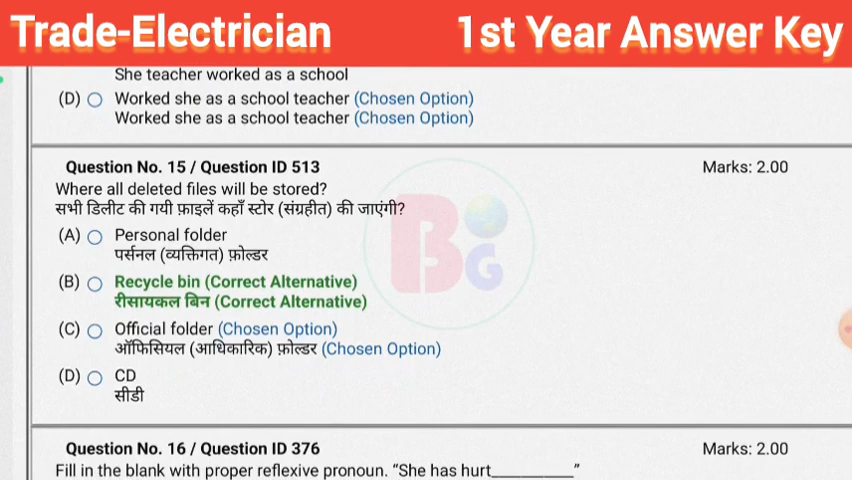 Trade-Electrician 1st Year Answer Key
She teacher worked as a school
(D) Worked she as a school teacher (Chosen Option)
Worked she as a school teacher (Chosen Option)
Question No. 15 / Question ID 513 Marks: 2.00
Where all deleted files will be stored?
सभी डिलीट की गयी फ़ाइलें कहाँ स्टोर (संग्रहीत) की जाएंगी?
(A) Personal folder
पर्सनल (व्यक्तिगत) फ़ोल्डर
(B) Recycle bin (Correct Alternative)
रीसायकल बिन (Correct Alternative)
(C) Official folder (Chosen Option)
ऑफिसियल (आधिकारिक) फ़ोल्डर (Chosen Option)
(D) CD
सीडी
BIG
Question No. 16 / Question ID 376 Marks: 2.00
Fill in the blank with proper reflexive pronoun. “She has hurt__________”